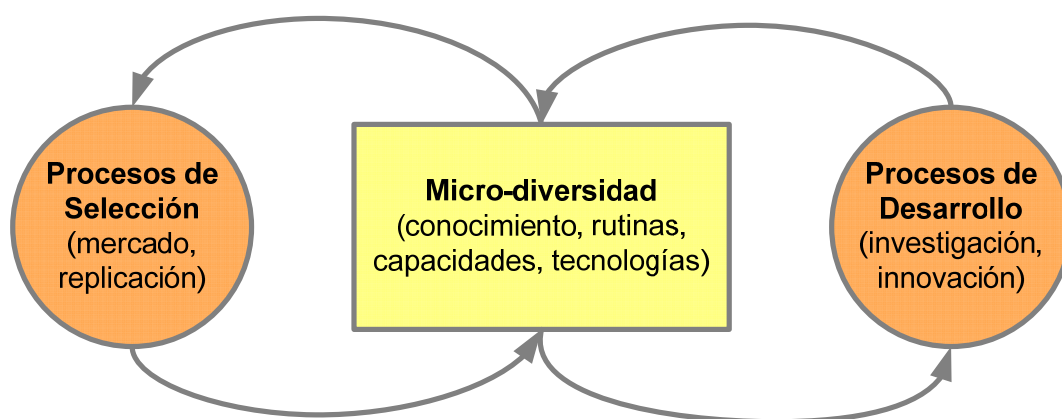 Procesos de
Selección
(mercado,
replicación)
Micro-diversidad
(conocimiento, rutinas,
capacidades, tecnologías)
Procesos de
Desarrollo
(investigación,
innovación)